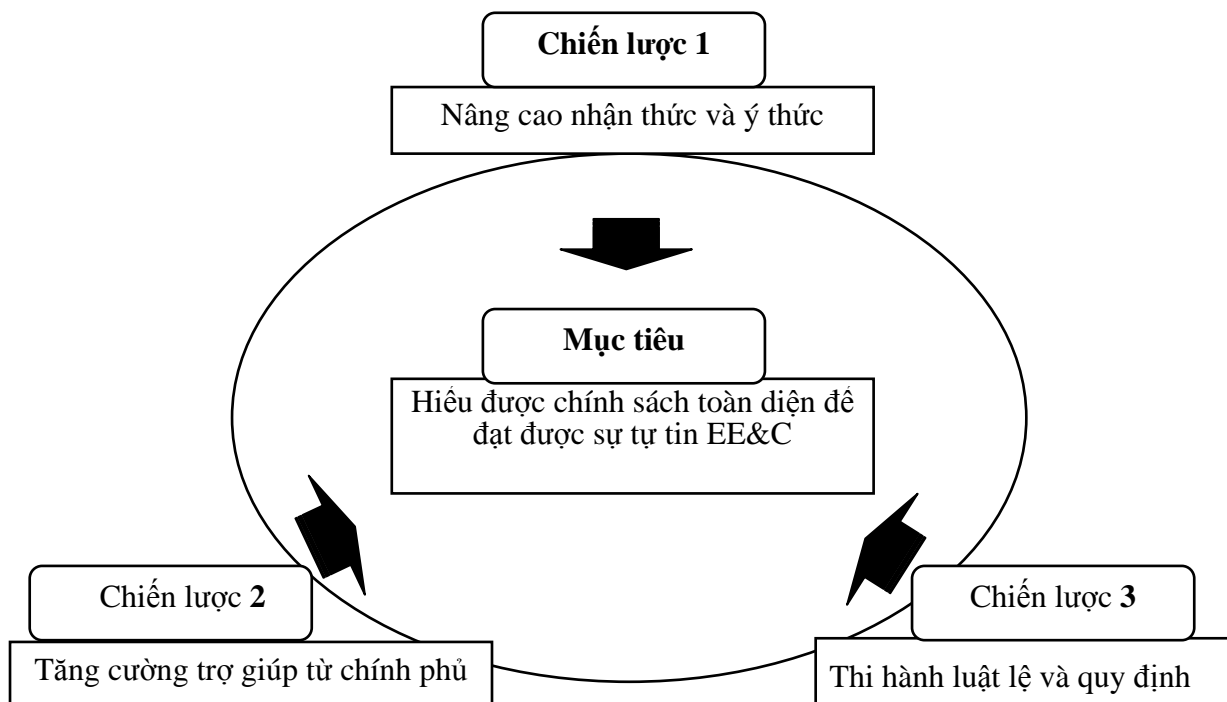 Chiến lược 1
Nâng cao nhận thức và ý thức
Mục tiêu
Hiểu được chính sách toàn diện để
đạt được sự tự tin EE&C
Chiến lược 2
Tăng cường trợ giúp từ chính phủ
Chiến lược 3
Thi hành luật lệ và quy định